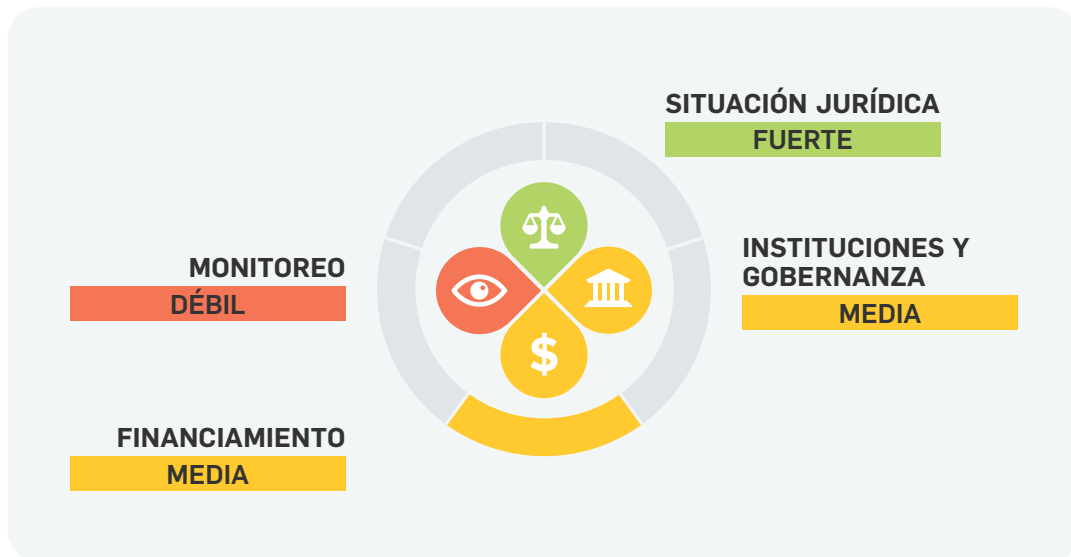 SITUACIÓN JURÍDICA
FUERTE
INSTITUCIONES Y
GOBERNANZA
MEDIA
MONITOREO
DÉBIL
$
FINANCIAMIENTO
MEDIA